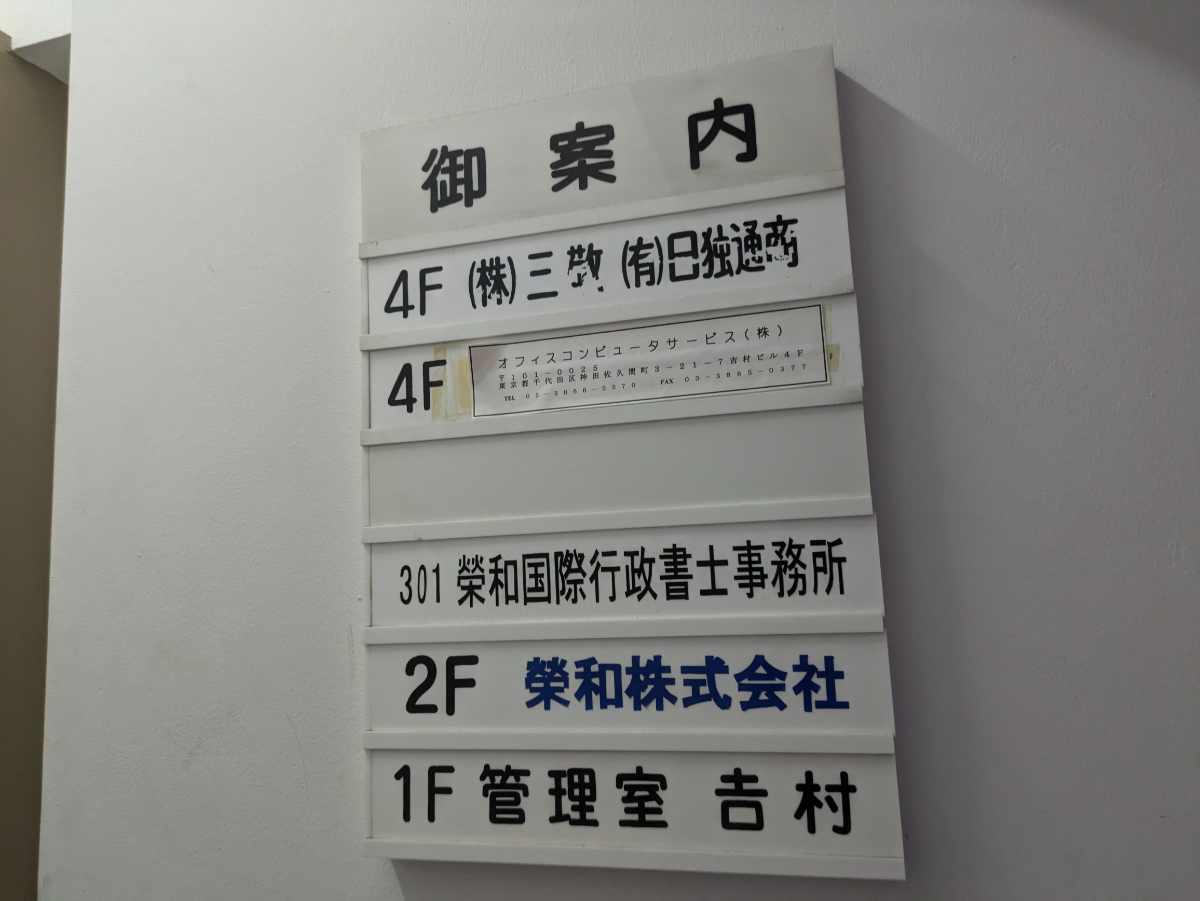 御案内
4F (株)三敬 (有)日独通商
4F オフィスコンピュータサービス(株)
〒101-0025
東京都千代田区神田佐久間町3-21-7吉村ビル4F
TEL 03-3866-3570 FAX 03-3865-0377
301 榮和国際行政書士事務所
2F 榮和株式会社
1F 管理室 𠮷村